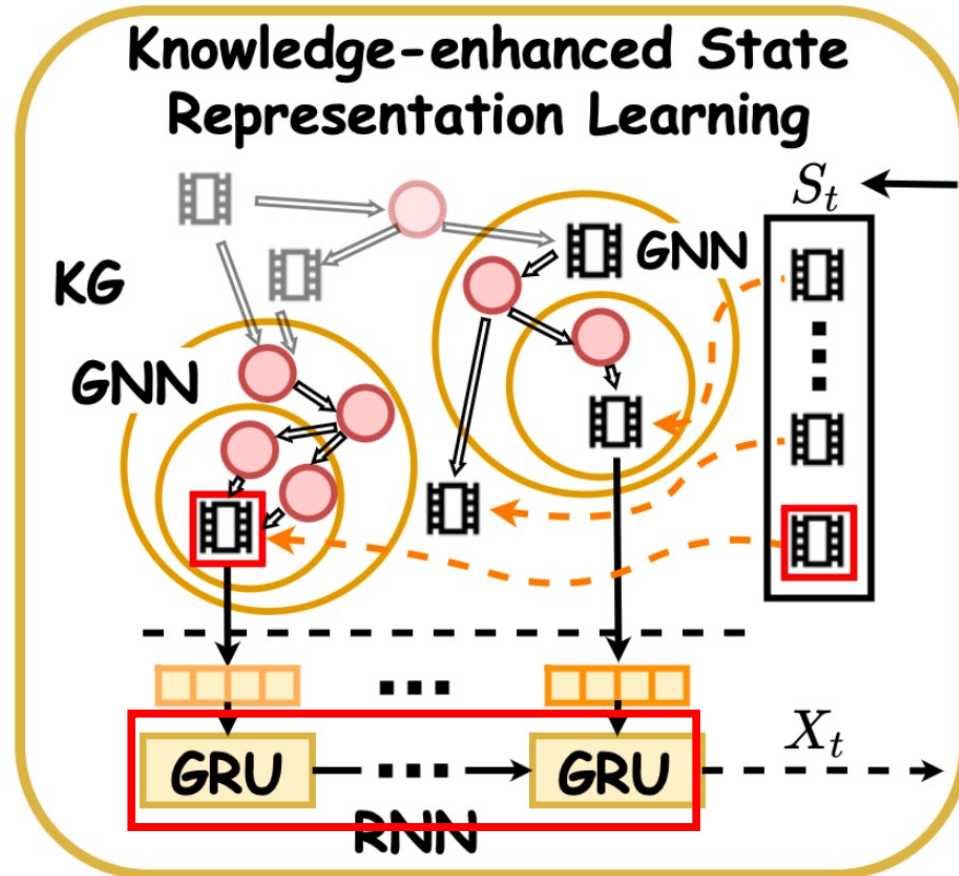 Knowledge-enhanced State
Representation Learning
S_t
KG
GNN
GNN
GRU
GRU
X_t
RNN